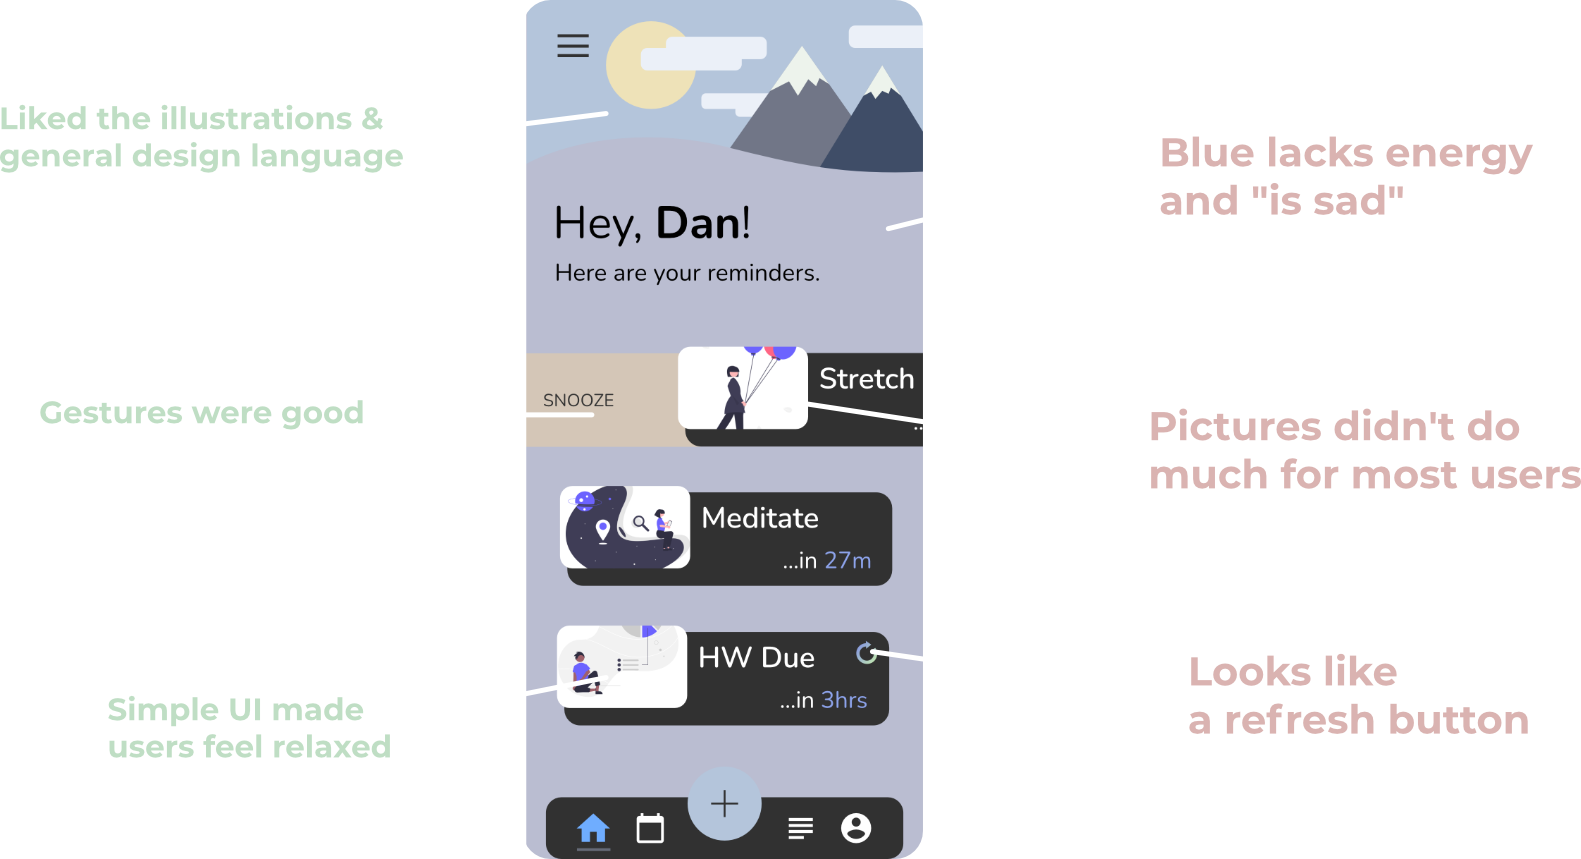 Liked the illustrations &
general design language
Gestures were good
Simple UI made
users feel relaxed
Hey, Dan!
Here are your reminders.
SNOOZE
Stretch
..
Meditate
...in 27m
HW Due
...in 3hrs
Blue lacks energy
and "is sad"
Pictures didn't do
much for most users
Looks like
a refresh button